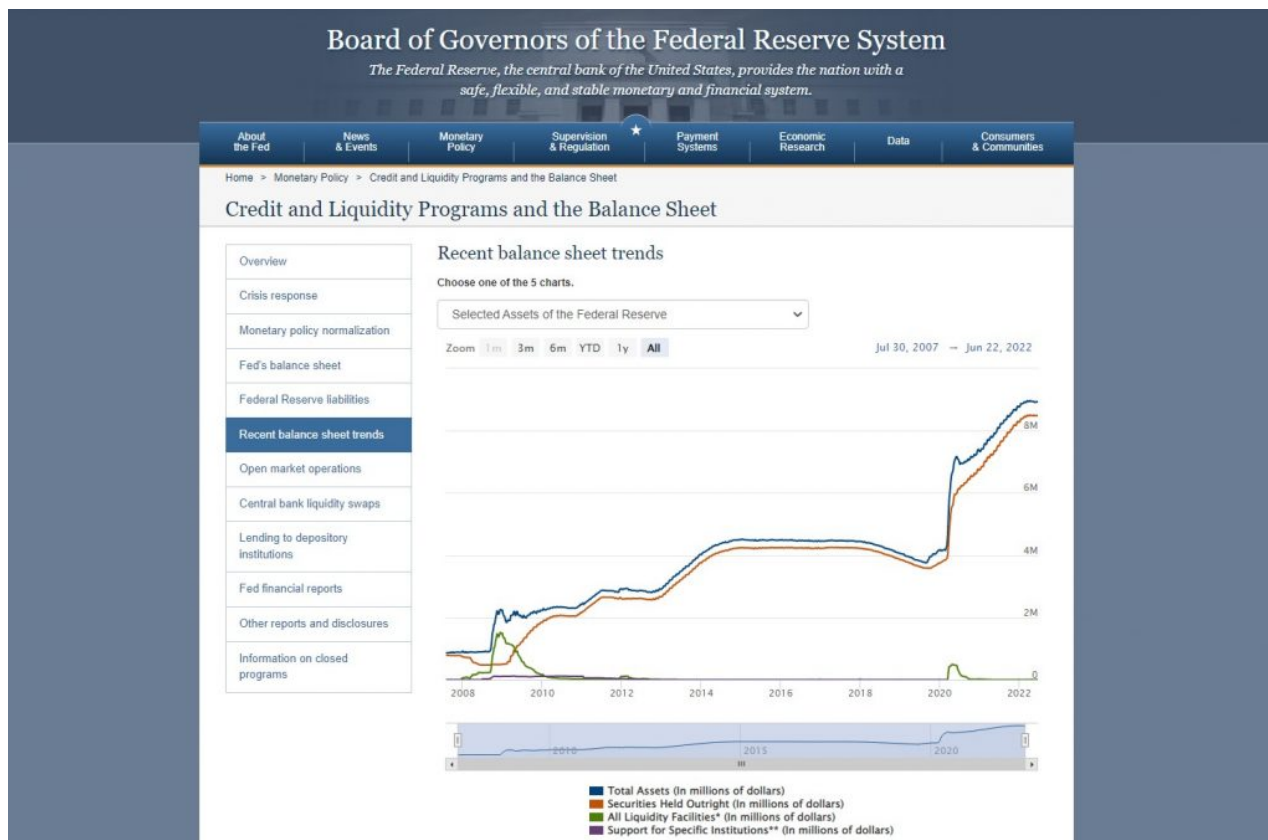 Board of Governors of the Federal Reserve System
The Federal Reserve, the central bank of the United States, provides the nation with a
safe, flexible, and stable monetary and financial system.
About
the Fed
News
& Events
Monetary
Policy
Supervision
& Regulation
Payment
Systems
Economic
Research
Data
Consumers
& Communities
Home > Monetary Policy > Credit and Liquidity Programs and the Balance Sheet
Credit and Liquidity Programs and the Balance Sheet
Overview
Crisis response
Monetary policy normalization
Fed's balance sheet
Federal Reserve liabilities
Recent balance sheet trends
Open market operations
Central bank liquidity swaps
Lending to depository
institutions
Fed financial reports
Other reports and disclosures
Information on closed
programs
Recent balance sheet trends
Choose one of the 5 charts.
Selected Assets of the Federal Reserve
Zoom 1m 3m 6m YTD 1y All
Jul 30, 2007 → Jun 22, 2022
8M
6M
4M
2M
0
2008 2010 2012 2014 2016 2018 2020 2022
2010 2015 2020
Total Assets (In millions of dollars)
Securities Held Outright (In millions of dollars)
All Liquidity Facilities* (In millions of dollars)
Support for Specific Institutions** (In millions of dollars)